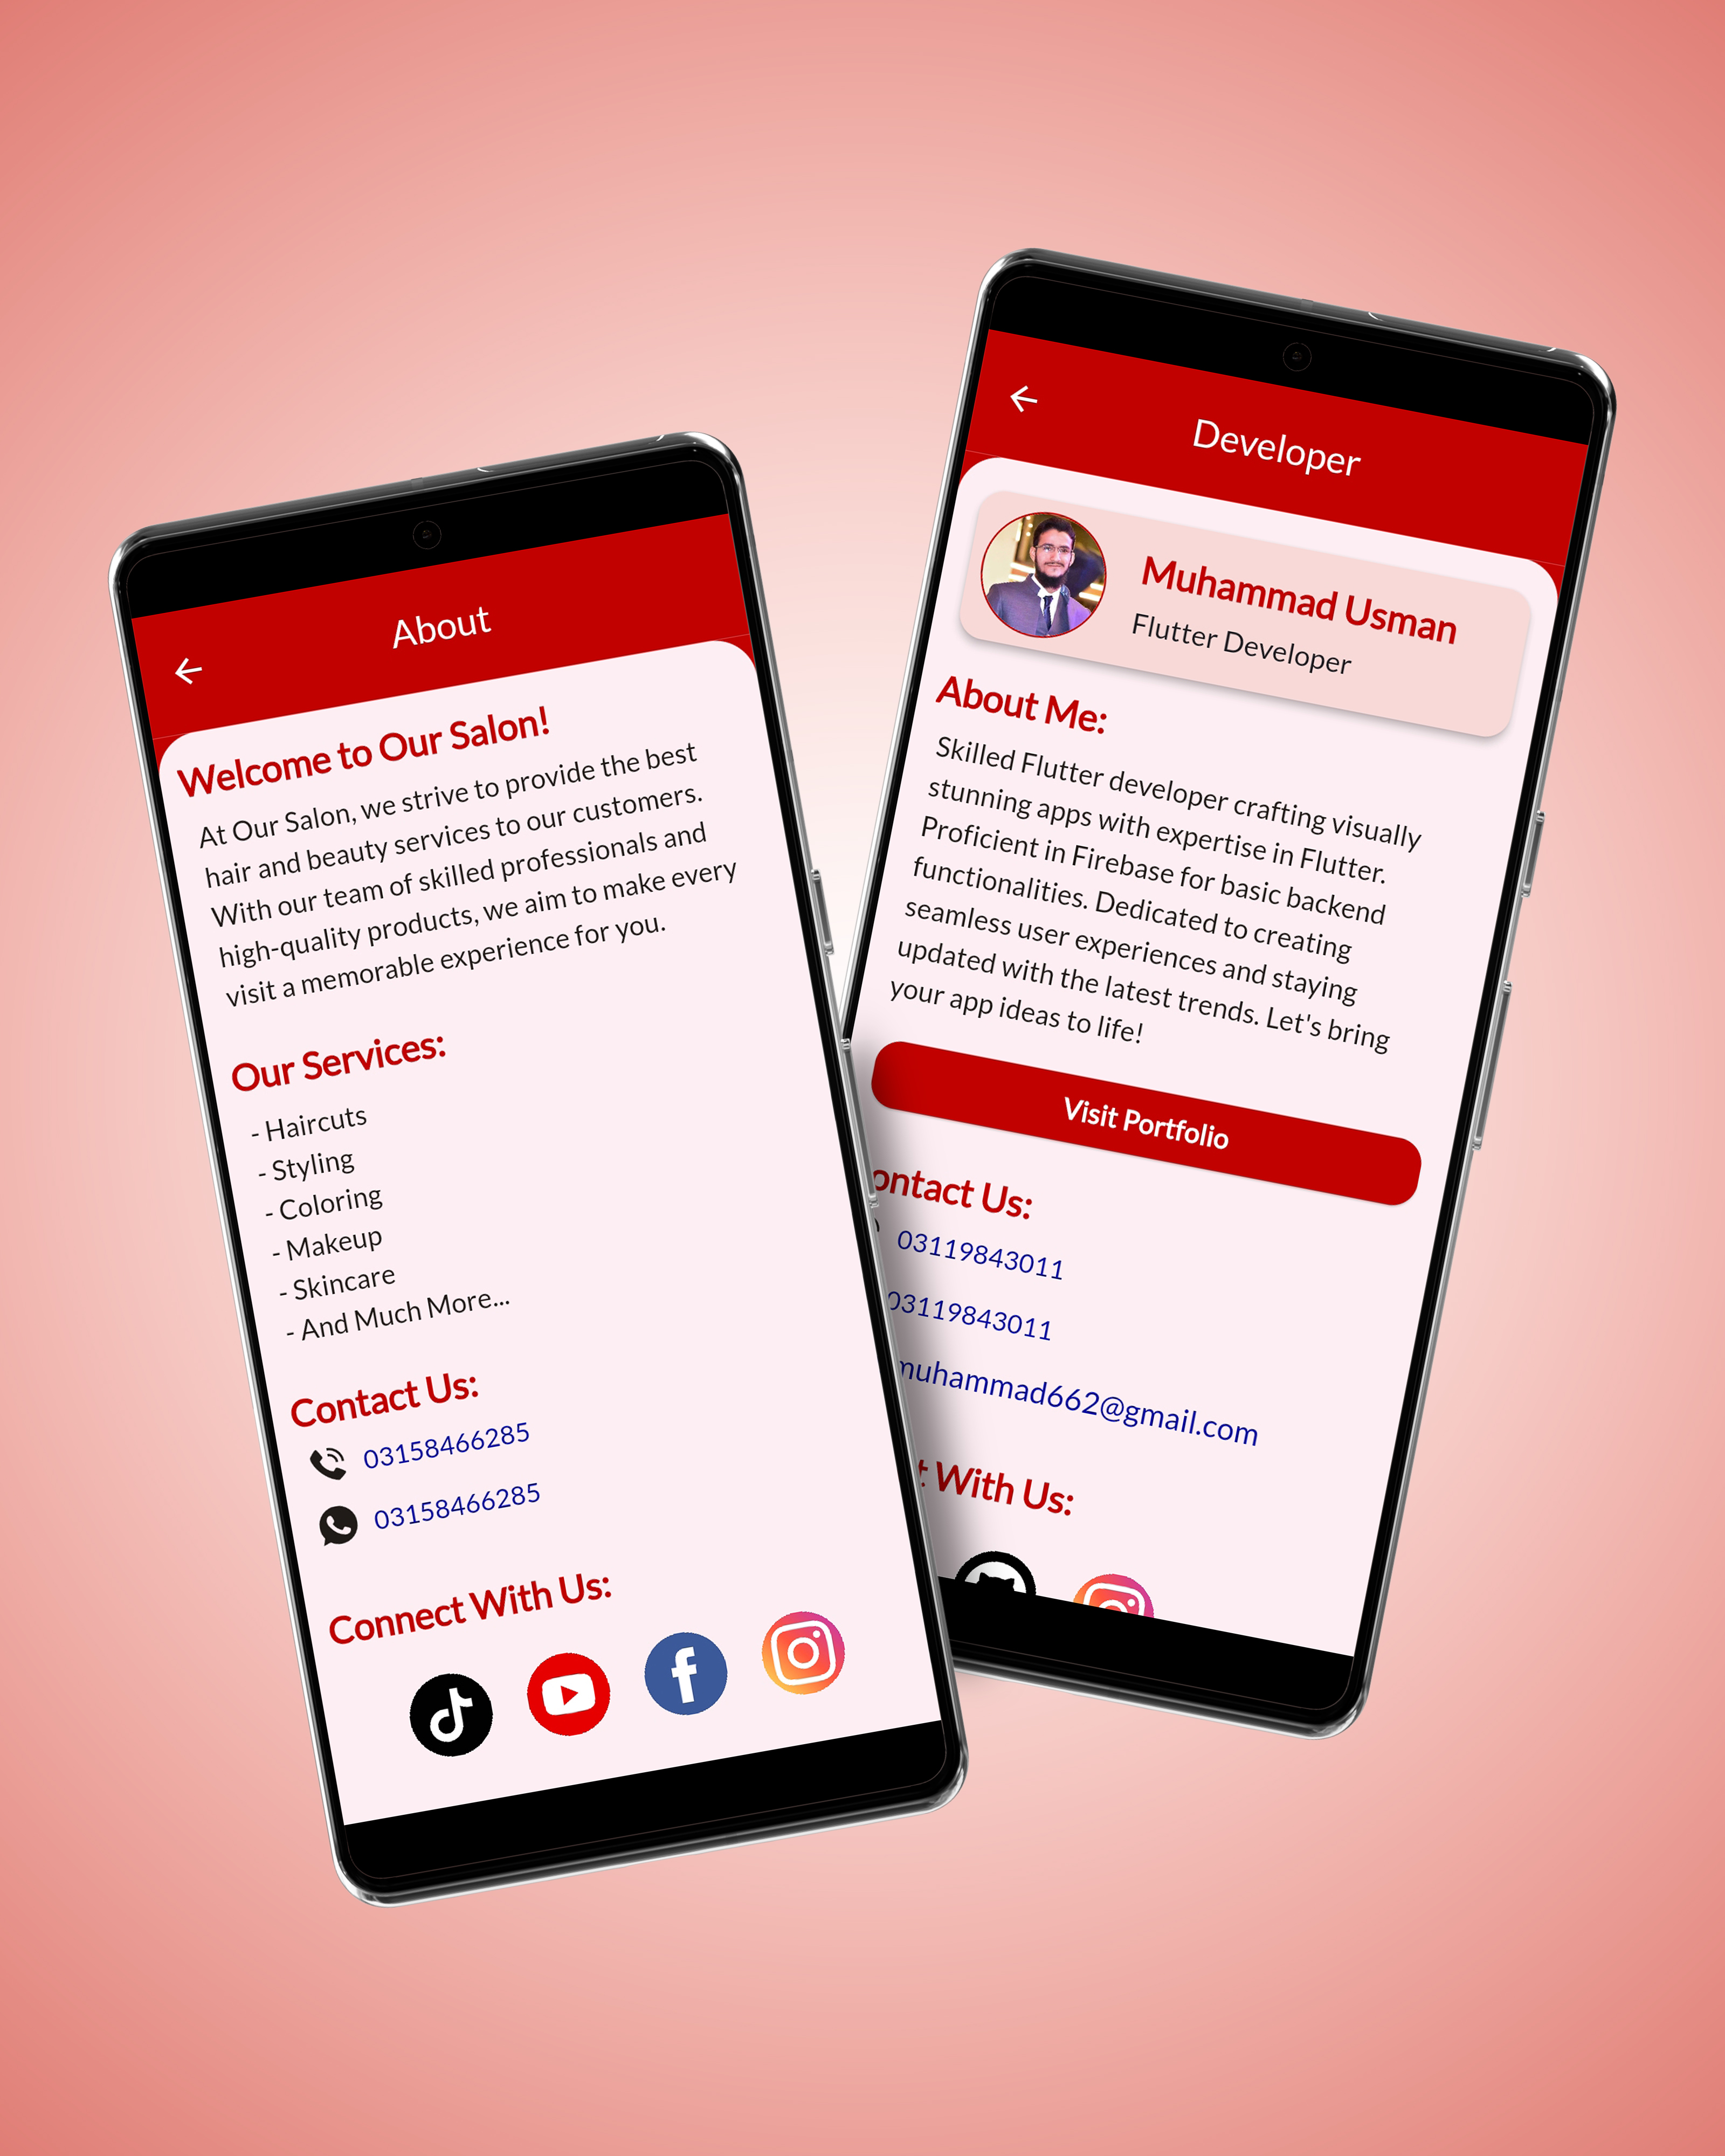 About
Welcome to Our Salon!
At Our Salon, we strive to provide the best
hair and beauty services to our customers.
With our team of skilled professionals and
high-quality products, we aim to make every
visit a memorable experience for you.
Our Services:
- Haircuts
- Styling
- Coloring
- Makeup
- Skincare
- And Much More...
Contact Us:
03158466285
03158466285
Connect With Us:
Developer
Muhammad Usman
Flutter Developer
About Me:
Skilled Flutter developer crafting visually
stunning apps with expertise in Flutter.
Proficient in Firebase for basic backend
functionalities. Dedicated to creating
seamless user experiences and staying
updated with the latest trends. Let's bring
your app ideas to life!
Visit Portfolio
ontact Us:
03119843011
03119843011
muhammad662@gmail.com
t With Us: